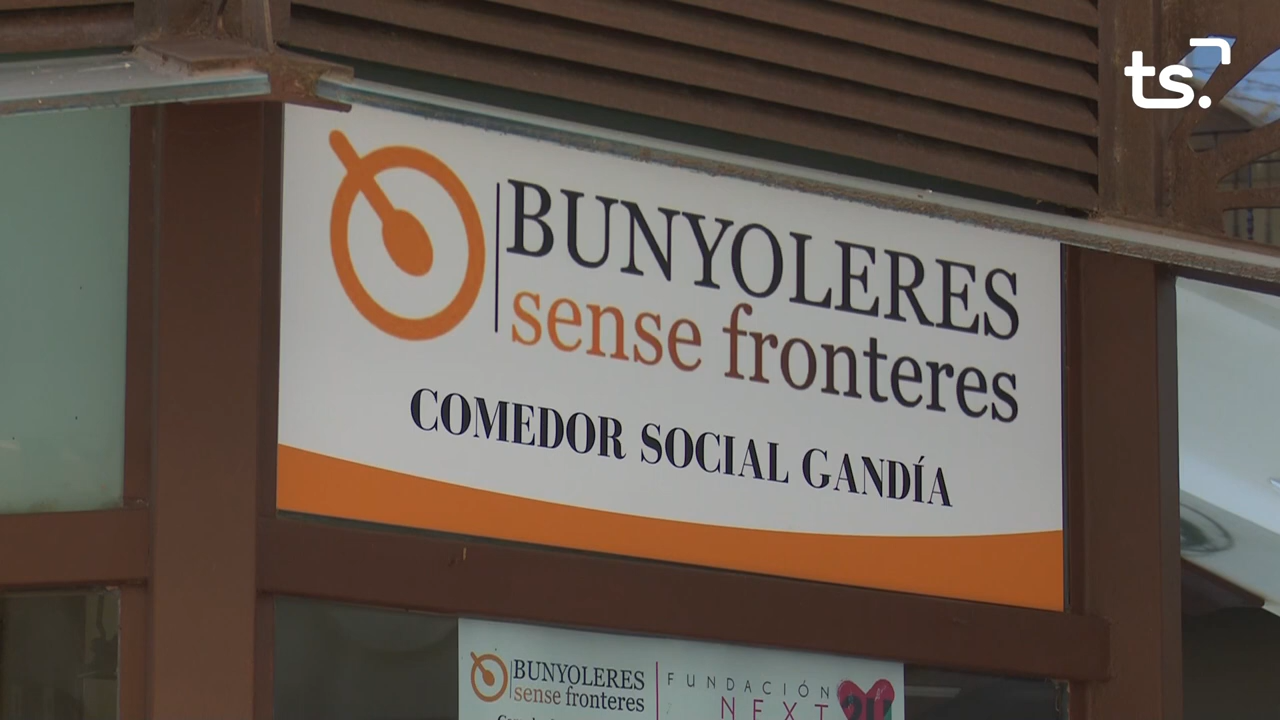 ts.
BUNYOLERES
sense fronteres
COMEDOR SOCIAL GANDÍA
BUNYOLERES
sense fronteres
FUNDACIÓN
NEXT